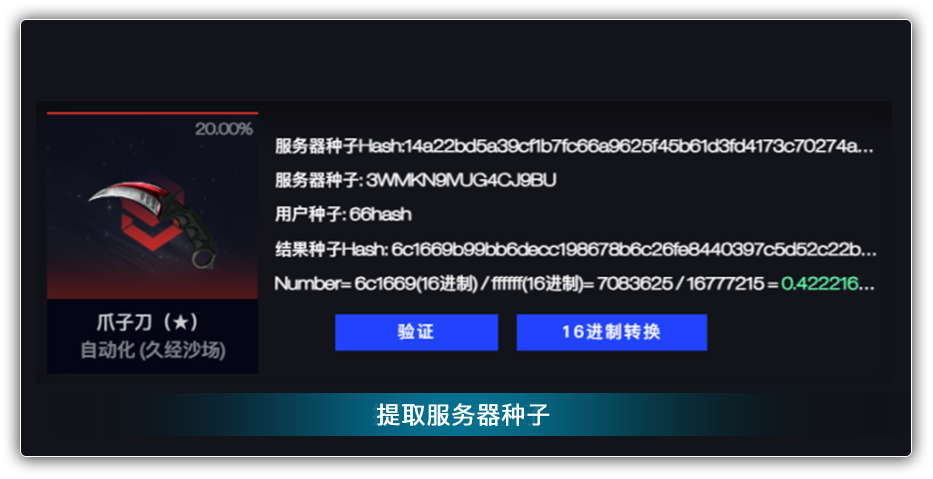 20.00%
服务器种子Hash:14a22bd5a39cf1b7fc66a9625f45b61d3fd4173c70274a...
服务器种子: 3WMKN9MUG4CJ9BU
用户种子: 66hash
结果种子Hash: 6c1669b99bb6decc198678b6c26fe8440397c5d52c22b...
Number= 6c1669(16进制) / ffffff(16进制)= 7083625 / 16777215 = 0.422216...
爪子刀（★）
自动化 (久经沙场)
验证
16进制转换
提取服务器种子